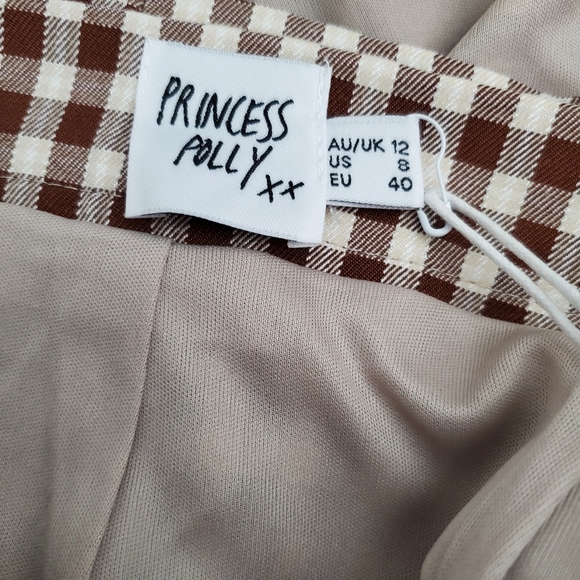 PRINCESS
POLLY xx
AU/UK 12
US 8
EU 40